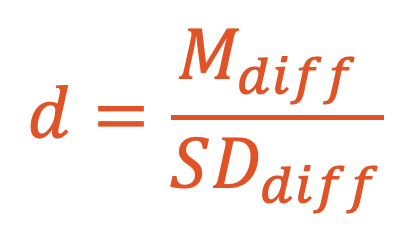 d = M_diff / SD_diff